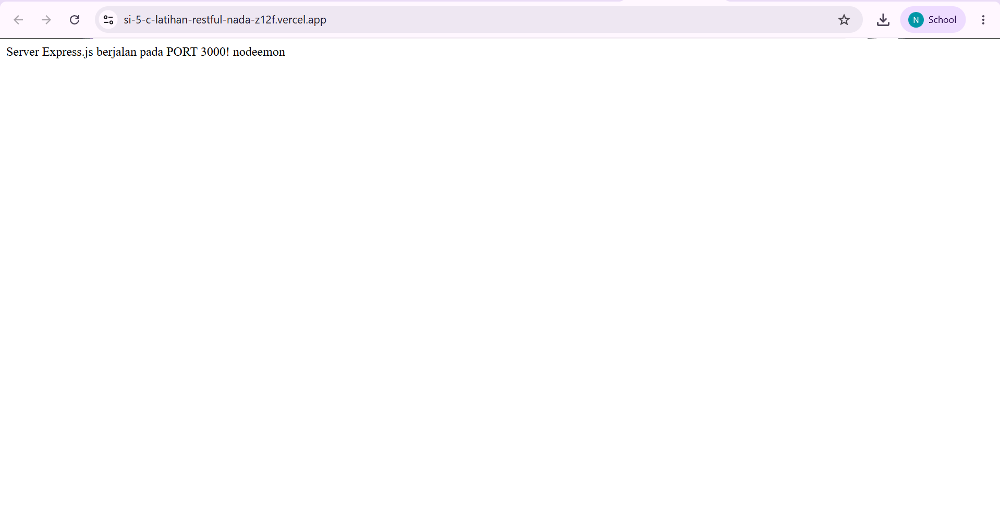 si-5-c-latihan-restful-nada-z12f.vercel.app
N School
Server Express.js berjalan pada PORT 3000! nodeemon